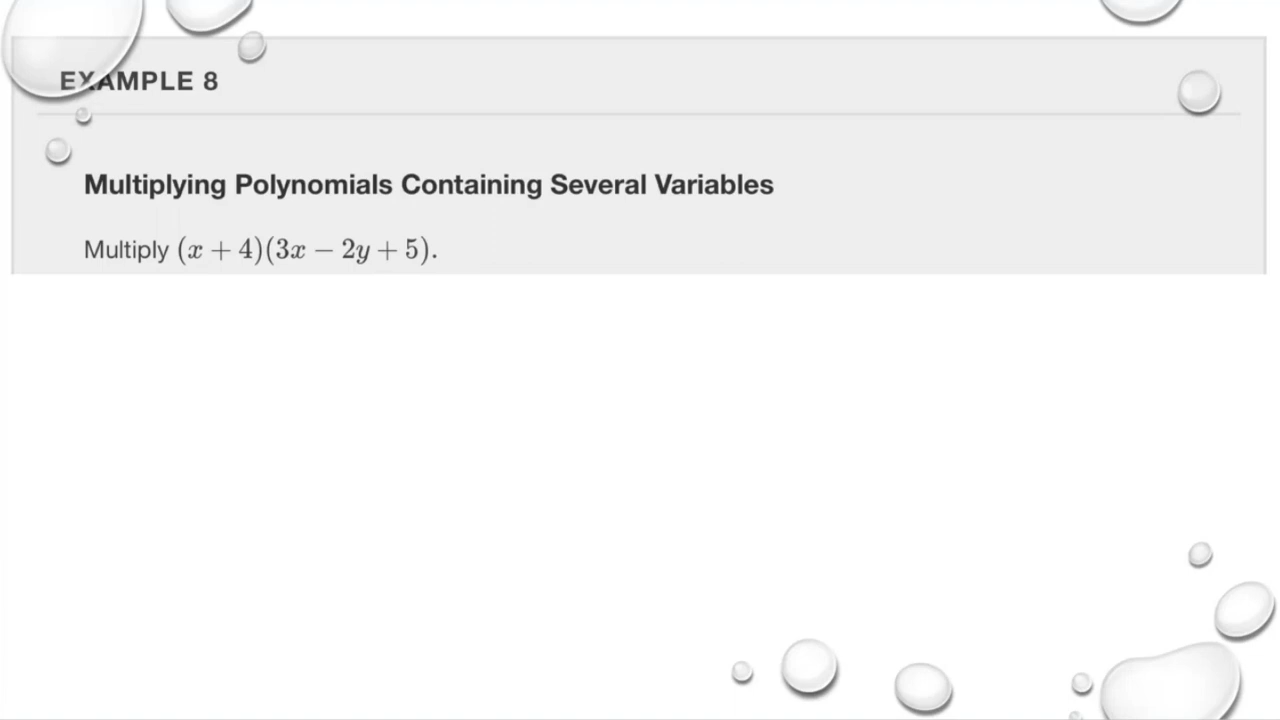 EXAMPLE 8
Multiplying Polynomials Containing Several Variables
Multiply (x + 4)(3x − 2y + 5).